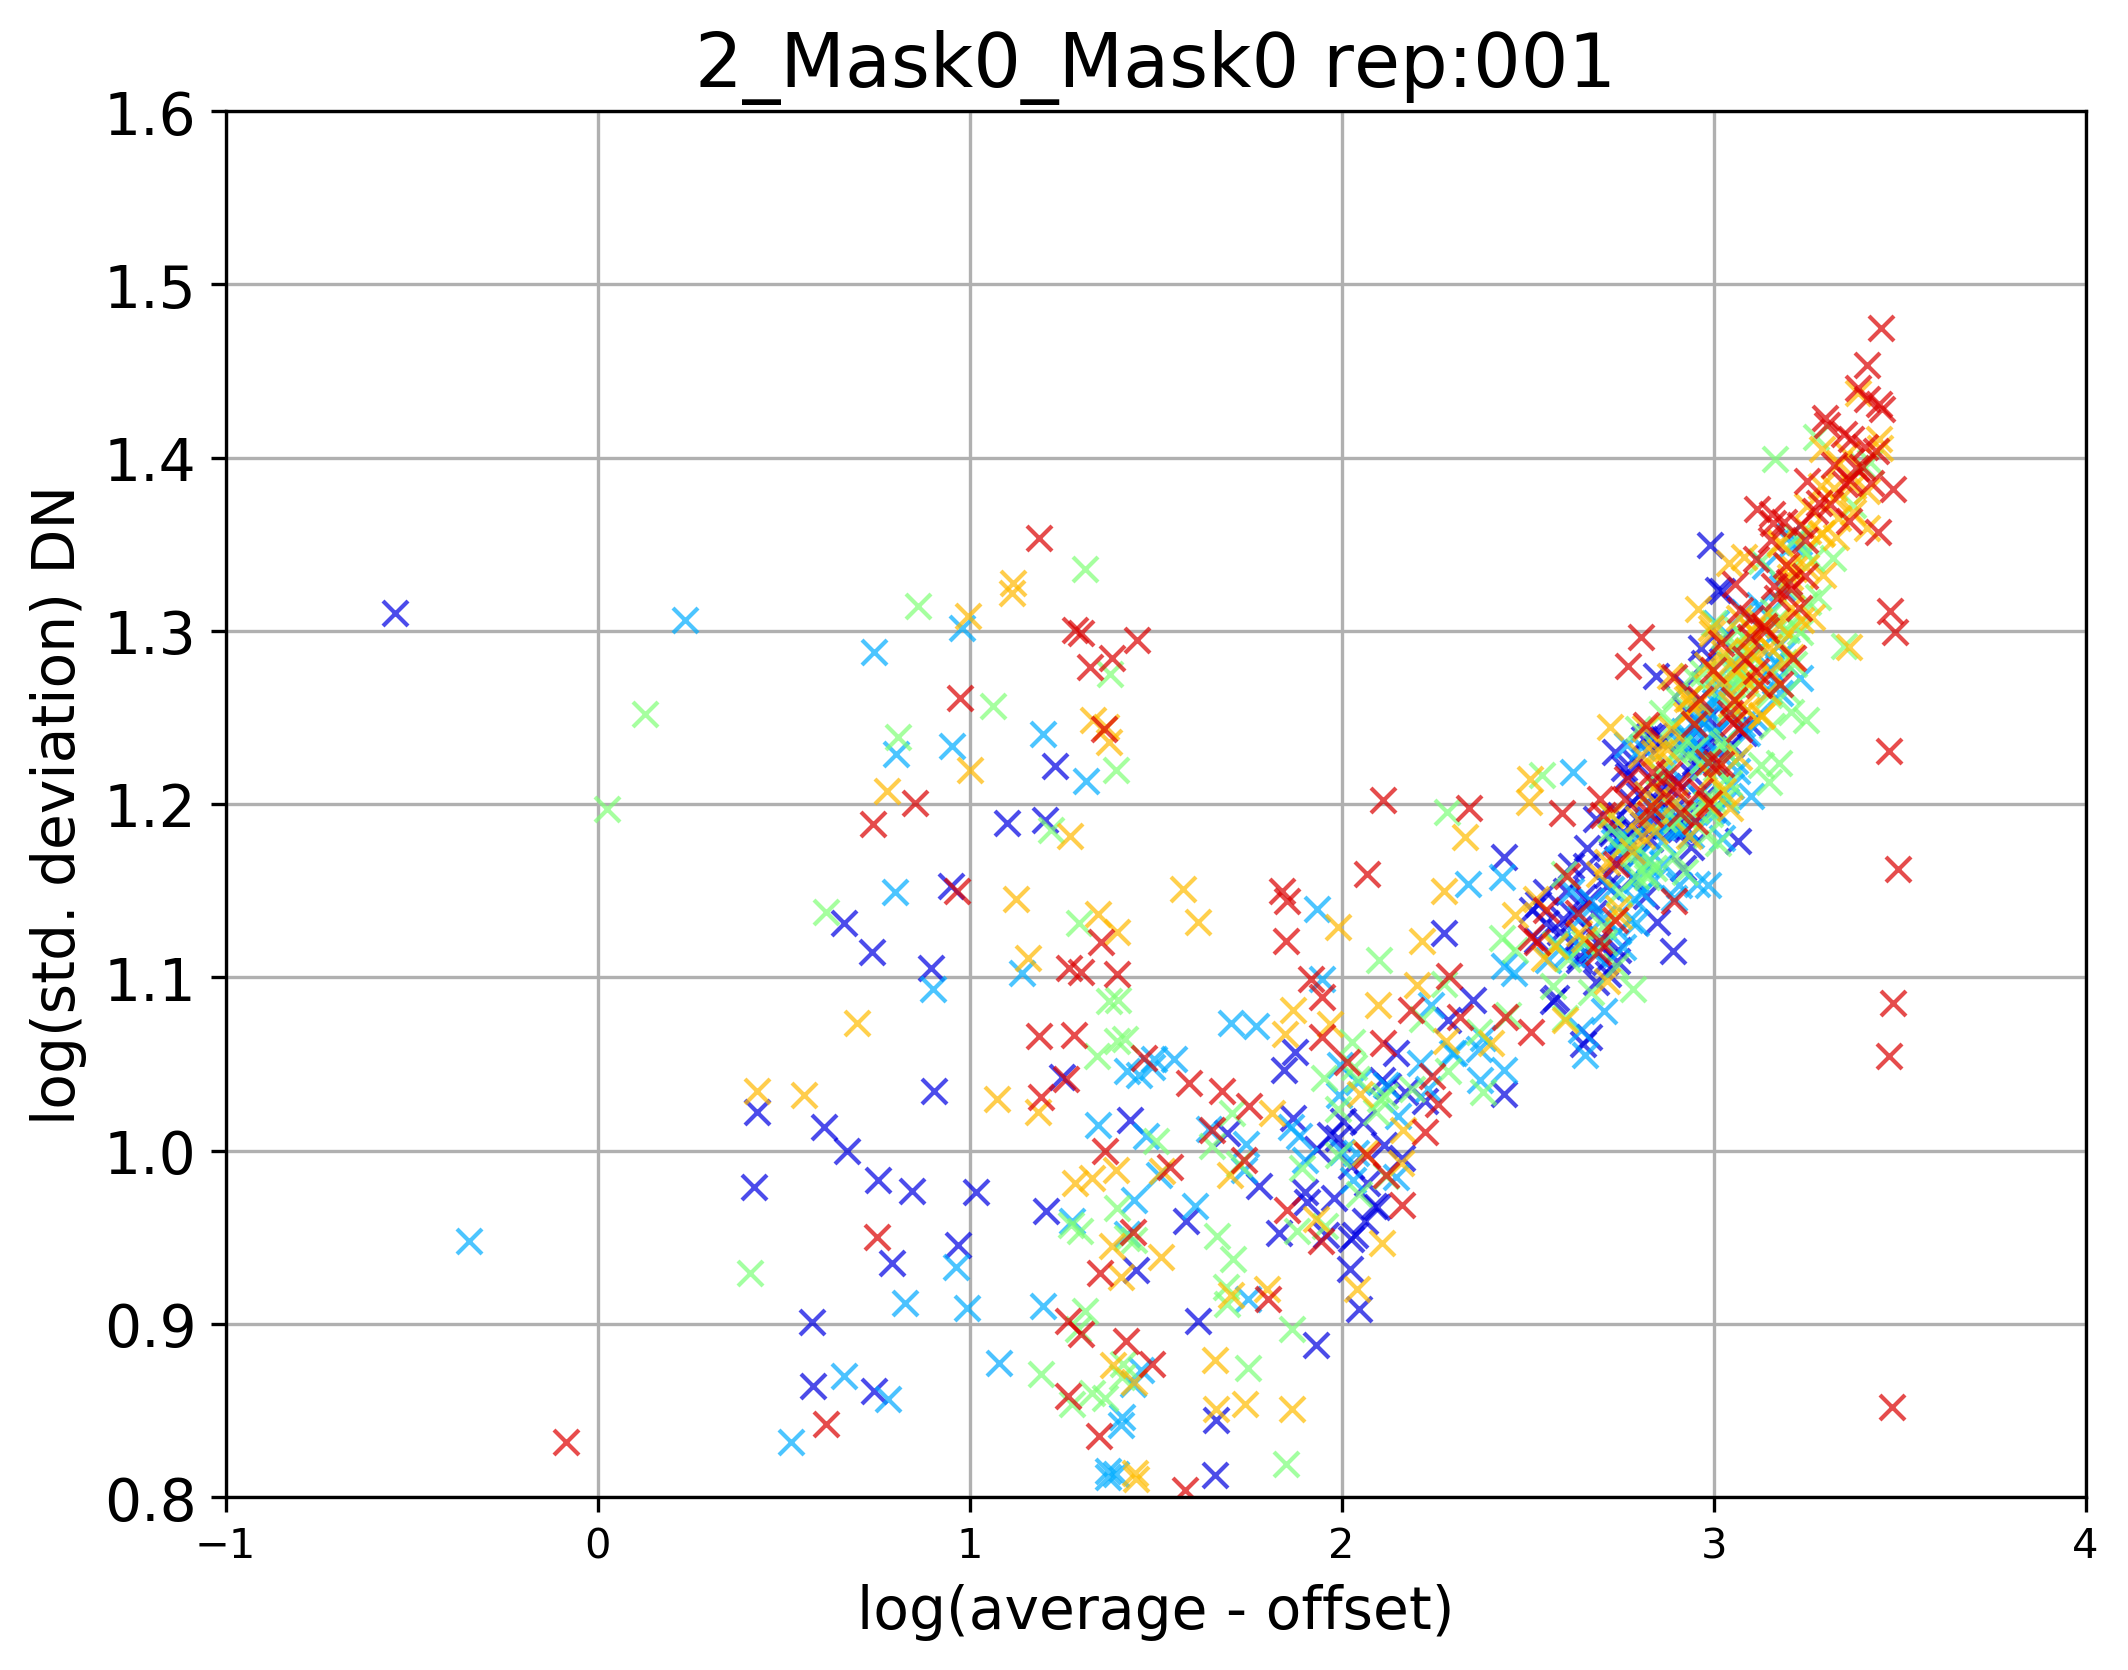 2_Mask0_Mask0 rep:001
1.6
1.5
1.4
1.3
1.2
1.1
1.0
0.9
0.8
log(std. deviation) DN
−1 0 1 2 3 4
log(average - offset)